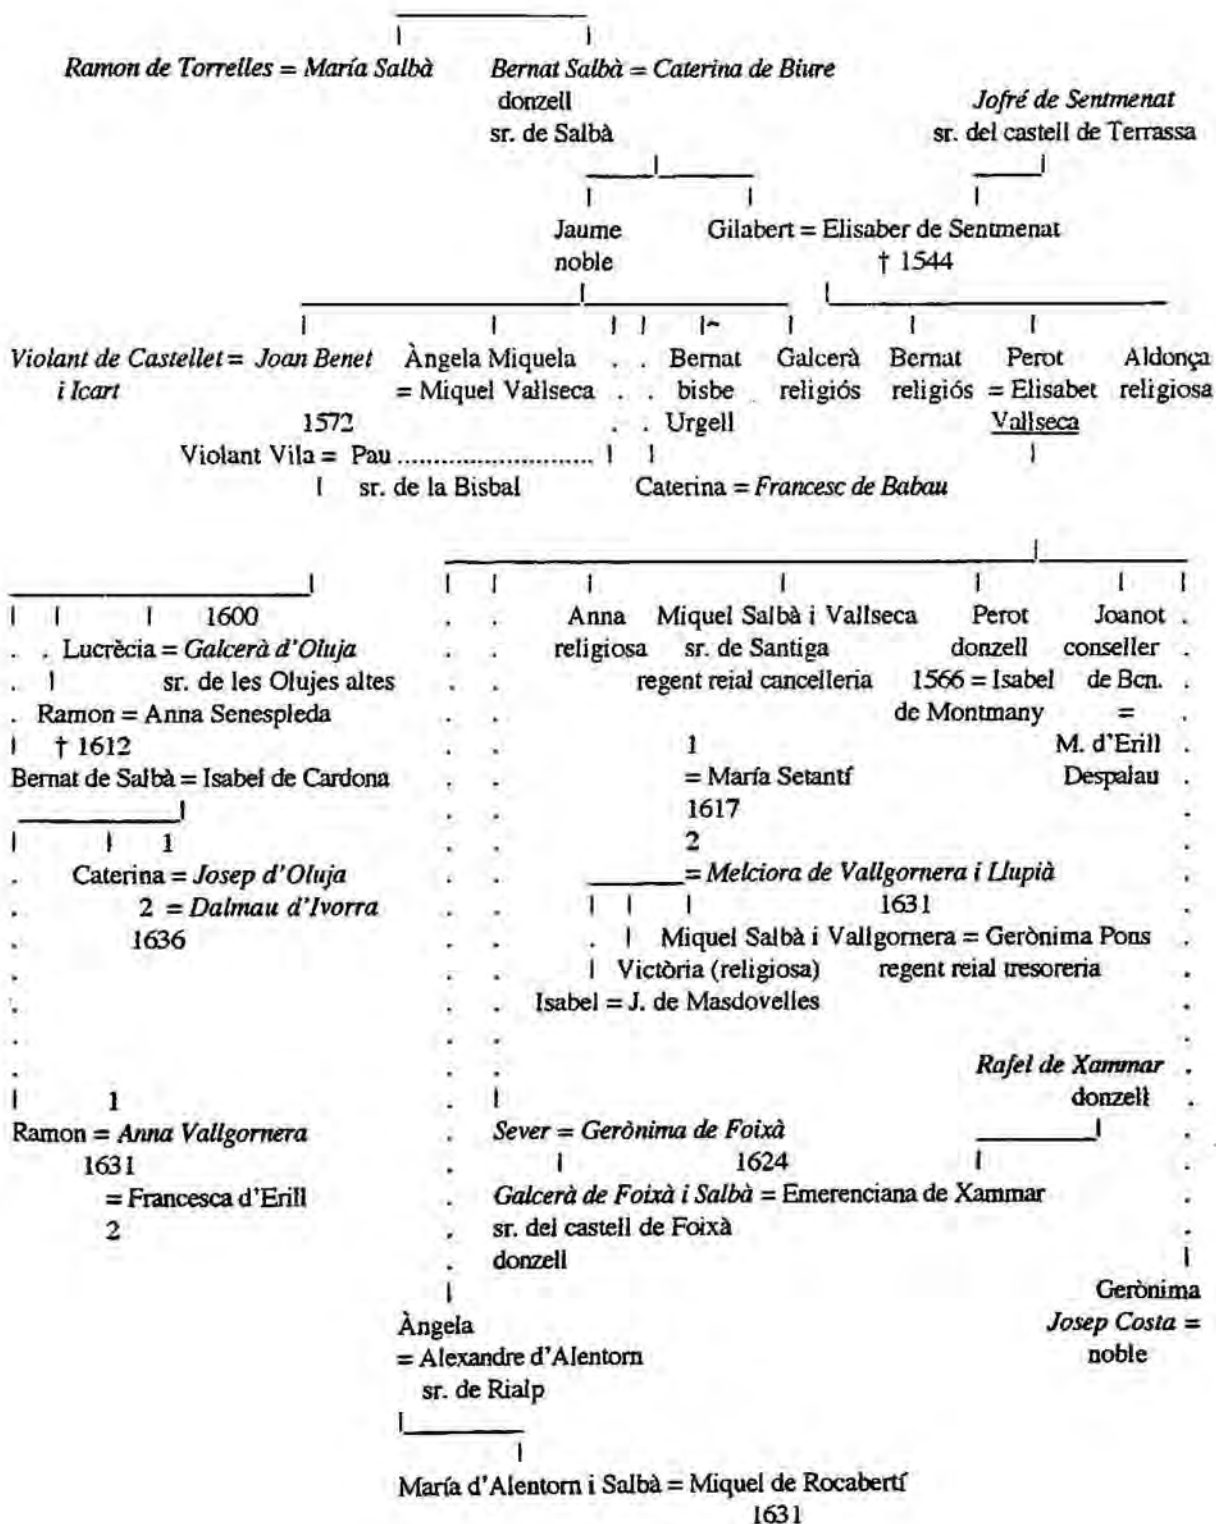 Ramon de Torrelles = María Salbà Bernat Salbà = Caterina de Biure
donzell Jofré de Sentmenat
sr. de Salbà sr. del castell de Terrassa
Jaume Gilabert = Elisaber de Sentmenat
noble † 1544
Violant de Castellet = Joan Benet Àngela Miquela . . Bernat Galcerà Bernat Perot Aldonça
i Icart = Miquel Vallseca . . bisbe religiós religiós = Elisabet religiosa
1572 . . Urgell Vallseca
Violant Vila = Pau ............................
sr. de la Bisbal Caterina = Francesc de Babau
1600 Anna Miquel Salbà i Vallseca Perot Joanot
Lucrècia = Galcerà d'Oluja religiosa sr. de Santiga donzell conseller
sr. de les Olujes altes regent reial cancelleria 1566 = Isabel de Bcn.
Ramon = Anna Senespleda de Montmany =
† 1612 1 M. d'Erill
Bernat de Salbà = Isabel de Cardona = María Setantí Despalau
1617
1 2
Caterina = Josep d'Oluja = Melciora de Vallgornera i Llupià
2 = Dalmau d'Ivorra 1631
1636 Miquel Salbà i Vallgornera = Gerònima Pons
Victòria (religiosa) regent reial tresoreria
Isabel = J. de Masdovelles
Rafel de Xammar
1 donzell
Ramon = Anna Vallgornera Sever = Gerònima de Foixà
1631 1624
= Francesca d'Erill Galcerà de Foixà i Salbà = Emerenciana de Xammar
2 sr. del castell de Foixà
donzell
Gerònima
Àngela Josep Costa =
= Alexandre d'Alentorn noble
sr. de Rialp
María d'Alentorn i Salbà = Miquel de Rocabertí
1631